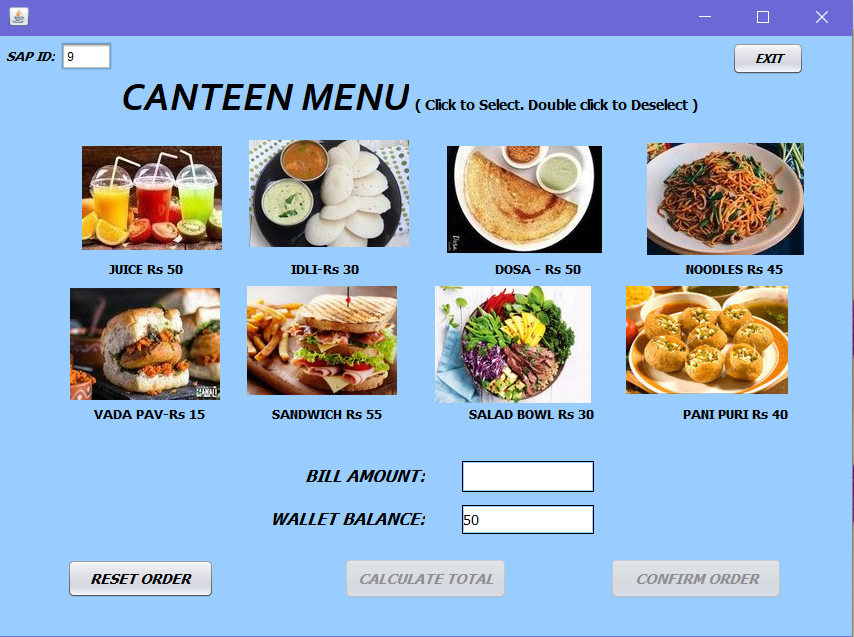 SAP ID: 9
EXIT
CANTEEN MENU ( Click to Select. Double click to Deselect )
JUICE Rs 50
IDLI-Rs 30
DOSA - Rs 50
NOODLES Rs 45
VADA PAV-Rs 15
SANDWICH Rs 55
SALAD BOWL Rs 30
PANI PURI Rs 40
BILL AMOUNT:
WALLET BALANCE: 50
RESET ORDER
CALCULATE TOTAL
CONFIRM ORDER